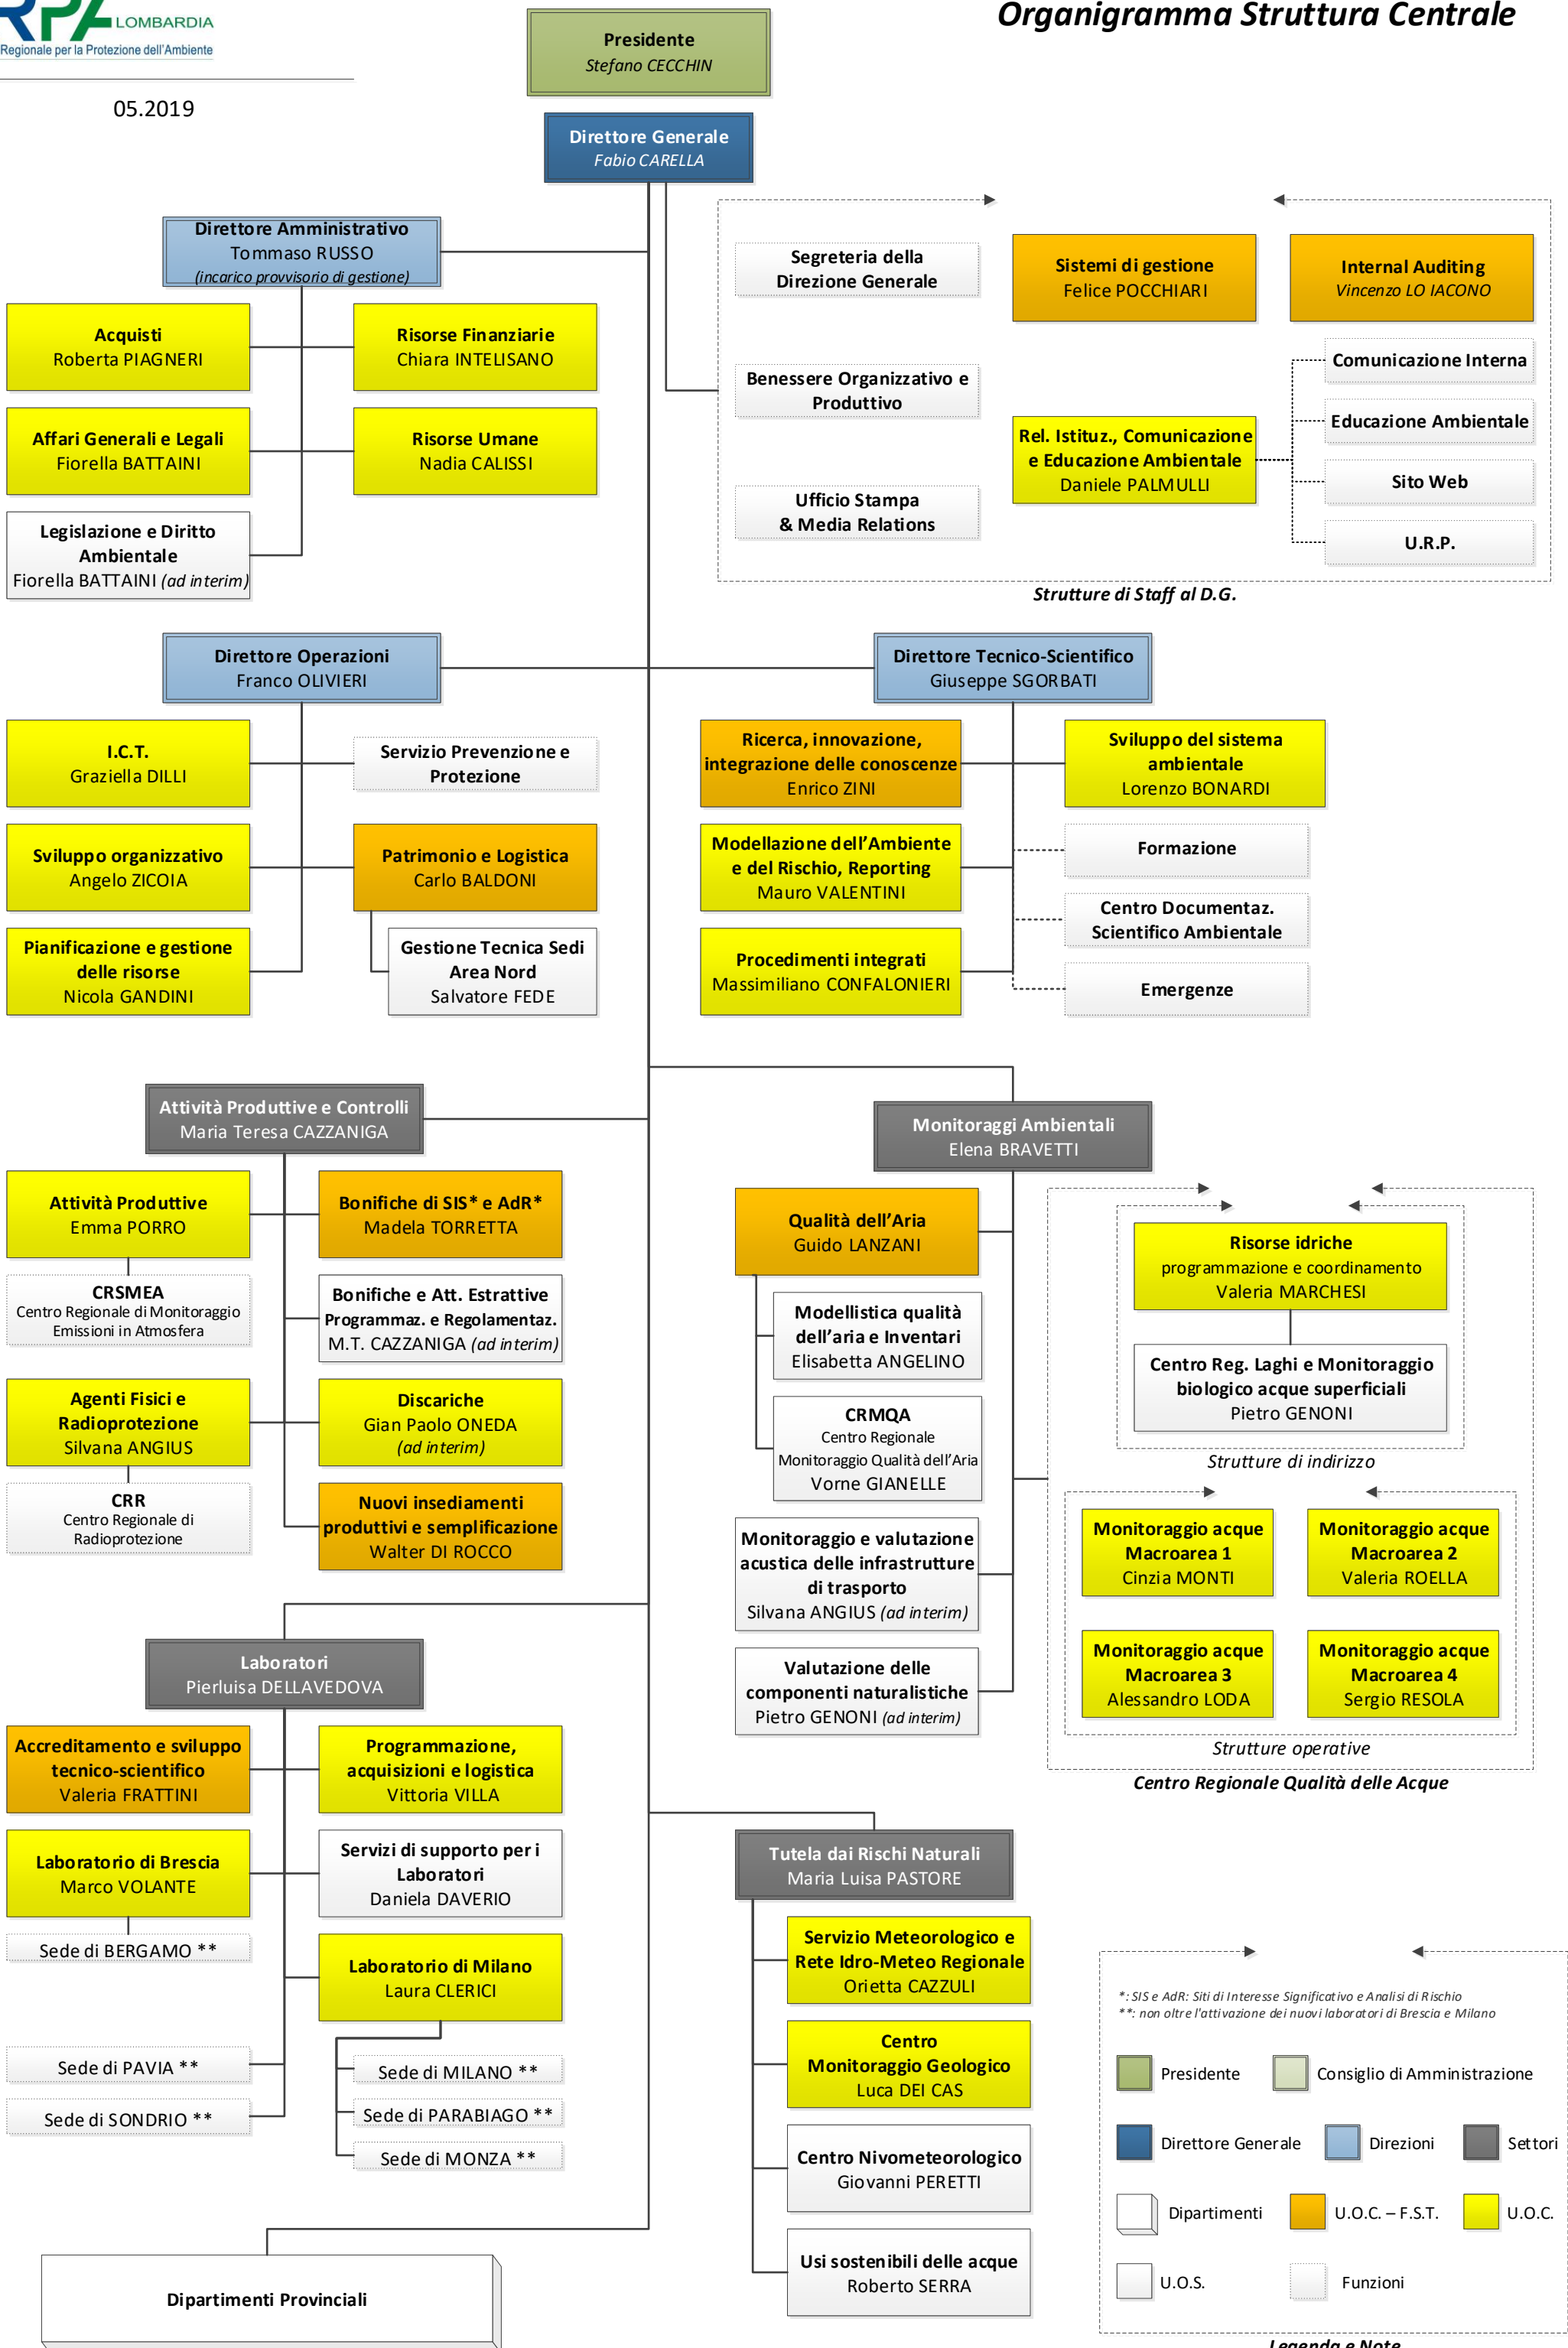 LOMBARDIA
Regionale per la Protezione dell'Ambiente
05.2019
Organigramma Struttura Centrale
Presidente
Stefano CECCHIN
Direttore Generale
Fabio CARELLA
Direttore Amministrativo
Tommaso RUSSO
(incarico provvisorio di gestione)
Acquisti
Roberta PIAGNERI
Risorse Finanziarie
Chiara INTELISANO
Affari Generali e Legali
Fiorella BATTAINI
Risorse Umane
Nadia CALISSI
Legislazione e Diritto
Ambientale
Fiorella BATTAINI (ad interim)
Segreteria della
Direzione Generale
Sistemi di gestione
Felice POCCHIARI
Internal Auditing
Vincenzo LO IACONO
Benessere Organizzativo e
Produttivo
Ufficio Stampa
& Media Relations
Rel. Istituz., Comunicazione
e Educazione Ambientale
Daniele PALMULLI
Comunicazione Interna
Educazione Ambientale
Sito Web
U.R.P.
Strutture di Staff al D.G.
Direttore Operazioni
Franco OLIVIERI
I.C.T.
Graziella DILLI
Servizio Prevenzione e
Protezione
Sviluppo organizzativo
Angelo ZICOIA
Patrimonio e Logistica
Carlo BALDONI
Pianificazione e gestione
delle risorse
Nicola GANDINI
Gestione Tecnica Sedi
Area Nord
Salvatore FEDE
Direttore Tecnico-Scientifico
Giuseppe SGORBATI
Ricerca, innovazione,
integrazione delle conoscenze
Enrico ZINI
Sviluppo del sistema
ambientale
Lorenzo BONARDI
Modellazione dell'Ambiente
e del Rischio, Reporting
Mauro VALENTINI
Formazione
Centro Documentaz.
Scientifico Ambientale
Procedimenti integrati
Massimiliano CONFALONIERI
Emergenze
Attività Produttive e Controlli
Maria Teresa CAZZANIGA
Attività Produttive
Emma PORRO
Bonifiche di SIS* e AdR*
Madela TORRETTA
CRSMEA
Centro Regionale di Monitoraggio
Emissioni in Atmosfera
Bonifiche e Att. Estrattive
Programmaz. e Regolamentaz.
M.T. CAZZANIGA (ad interim)
Agenti Fisici e
Radioprotezione
Silvana ANGIUS
Discariche
Gian Paolo ONEDA
(ad interim)
CRR
Centro Regionale di
Radioprotezione
Nuovi insediamenti
produttivi e semplificazione
Walter DI ROCCO
Monitoraggi Ambientali
Elena BRAVETTI
Qualità dell'Aria
Guido LANZANI
Modellistica qualità
dell'aria e Inventari
Elisabetta ANGELINO
CRMQA
Centro Regionale
Monitoraggio Qualità dell'Aria
Vorne GIANELLE
Monitoraggio e valutazione
acustica delle infrastrutture
di trasporto
Silvana ANGIUS (ad interim)
Valutazione delle
componenti naturalistiche
Pietro GENONI (ad interim)
Risorse idriche
programmazione e coordinamento
Valeria MARCHESI
Centro Reg. Laghi e Monitoraggio
biologico acque superficiali
Pietro GENONI
Strutture di indirizzo
Monitoraggio acque
Macroarea 1
Cinzia MONTI
Monitoraggio acque
Macroarea 2
Valeria ROELLA
Monitoraggio acque
Macroarea 3
Alessandro LODA
Monitoraggio acque
Macroarea 4
Sergio RESOLA
Strutture operative
Centro Regionale Qualità delle Acque
Laboratori
Pierluisa DELLAVEDOVA
Accreditamento e sviluppo
tecnico-scientifico
Valeria FRATTINI
Programmazione,
acquisizioni e logistica
Vittoria VILLA
Laboratorio di Brescia
Marco VOLANTE
Servizi di supporto per i
Laboratori
Daniela DAVERIO
Sede di BERGAMO **
Laboratorio di Milano
Laura CLERICI
Sede di PAVIA **
Sede di SONDRIO **
Sede di MILANO **
Sede di PARABIAGO **
Sede di MONZA **
Tutela dai Rischi Naturali
Maria Luisa PASTORE
Servizio Meteorologico e
Rete Idro-Meteo Regionale
Orietta CAZZULI
Centro
Monitoraggio Geologico
Luca DEI CAS
Centro Nivometeorologico
Giovanni PERETTI
Usi sostenibili delle acque
Roberto SERRA
Dipartimenti Provinciali
*: SIS e AdR: Siti di Interesse Significativo e Analisi di Rischio
**: non oltre l'attivazione dei nuovi laboratori di Brescia e Milano
Presidente
Consiglio di Amministrazione
Direttore Generale
Direzioni
Settori
Dipartimenti
U.O.C. – F.S.T.
U.O.C.
U.O.S.
Funzioni
Legenda e Note